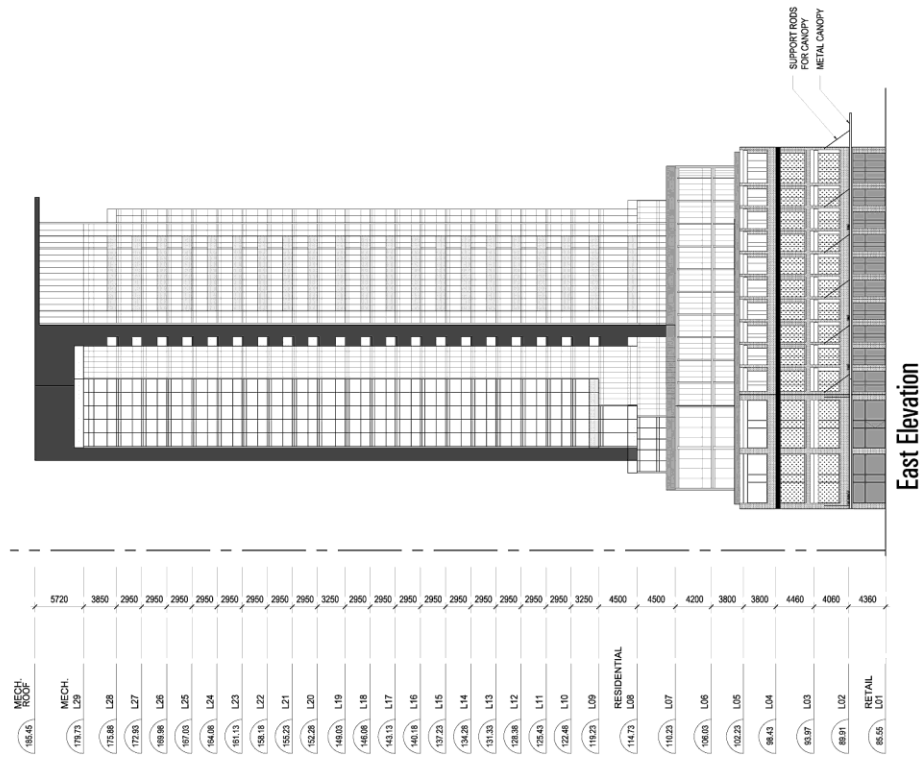 MECH. ROOF
185.45
5720
MECH.
179.73 L29
3850
175.88 L28
2950
172.93 L27
2950
169.98 L26
2950
167.03 L25
2950
164.08 L24
2950
161.13 L23
2950
158.18 L22
2950
155.23 L21
2950
152.28 L20
3250
149.03 L19
2950
146.08 L18
2950
143.13 L17
2950
140.18 L16
2950
137.23 L15
2950
134.28 L14
2950
131.33 L13
2950
128.38 L12
2950
125.43 L11
2950
122.48 L10
3250
119.23 L09
4500
RESIDENTIAL
114.73 L08
4500
110.23 L07
4200
106.03 L06
3800
102.23 L05
3800
98.43 L04
4460
93.97 L03
4060
89.91 L02
4360
RETAIL
85.55 L01
SUPPORT RODS
FOR CANOPY
METAL CANOPY
East Elevation